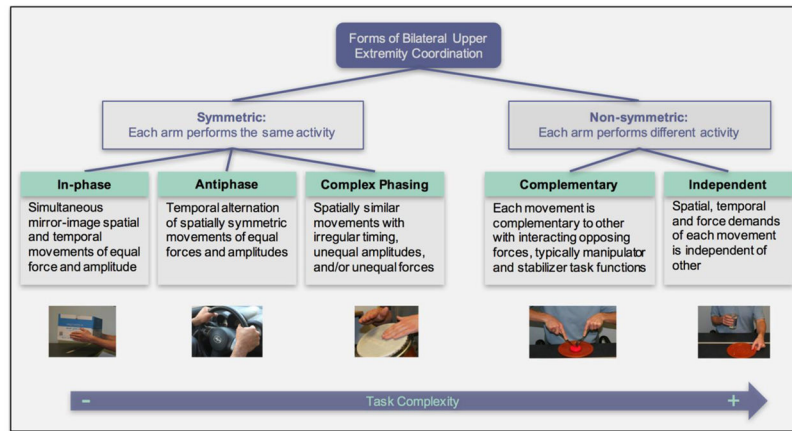 Forms of Bilateral Upper
Extremity Coordination
Symmetric:
Each arm performs the same activity
Non-symmetric:
Each arm performs different activity
In-phase
Simultaneous
mirror-image spatial
and temporal
movements of equal
force and amplitude
Antiphase
Temporal alternation
of spatially symmetric
movements of equal
forces and amplitudes
Complex Phasing
Spatially similar
movements with
irregular timing,
unequal amplitudes,
and/or unequal forces
Complementary
Each movement is
complementary to other
with interacting opposing
forces, typically manipulator
and stabilizer task functions
Independent
Spatial, temporal
and force demands
of each movement
is independent of
other
- Task Complexity +